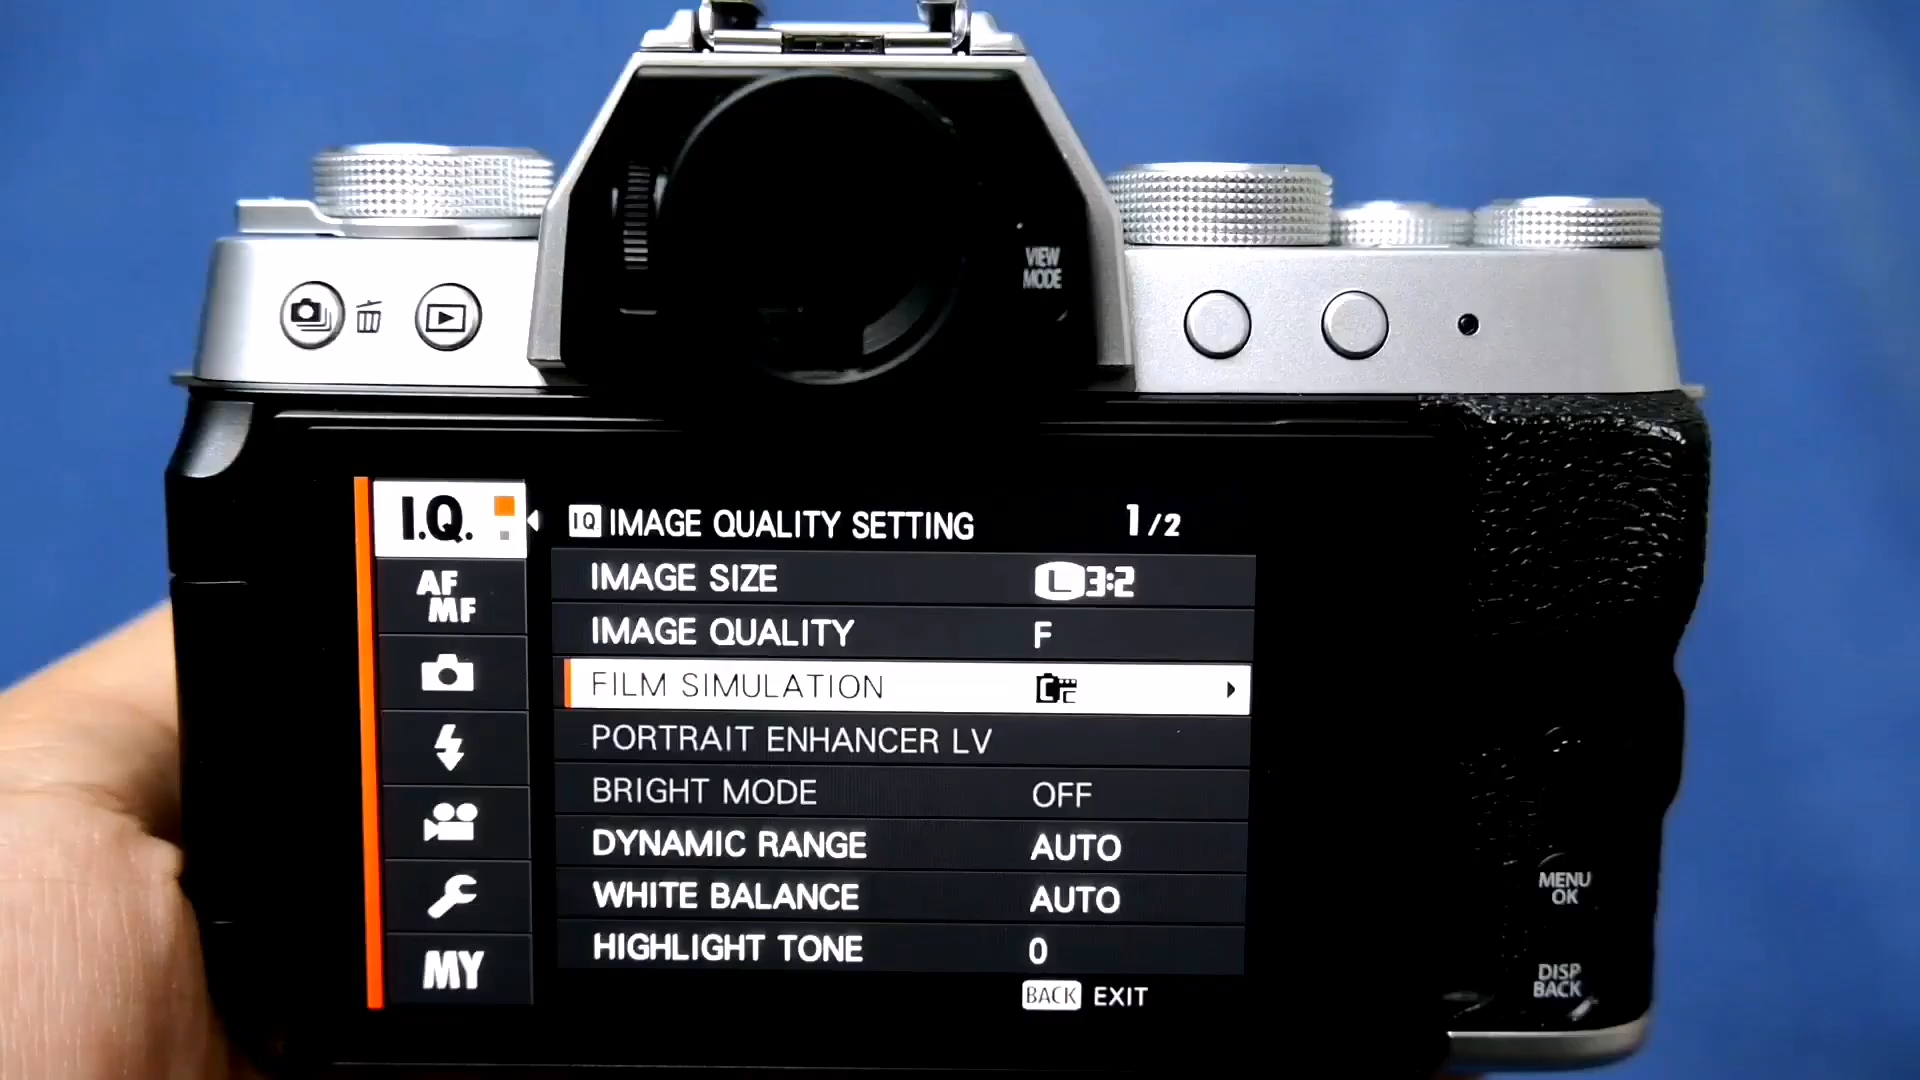 VIEW
MODE
I.Q.
AF
MF
MY
IQ IMAGE QUALITY SETTING 1/2
IMAGE SIZE L 3:2
IMAGE QUALITY F
FILM SIMULATION C
PORTRAIT ENHANCER LV
BRIGHT MODE OFF
DYNAMIC RANGE AUTO
WHITE BALANCE AUTO
HIGHLIGHT TONE 0
BACK EXIT
MENU
OK
DISP
BACK